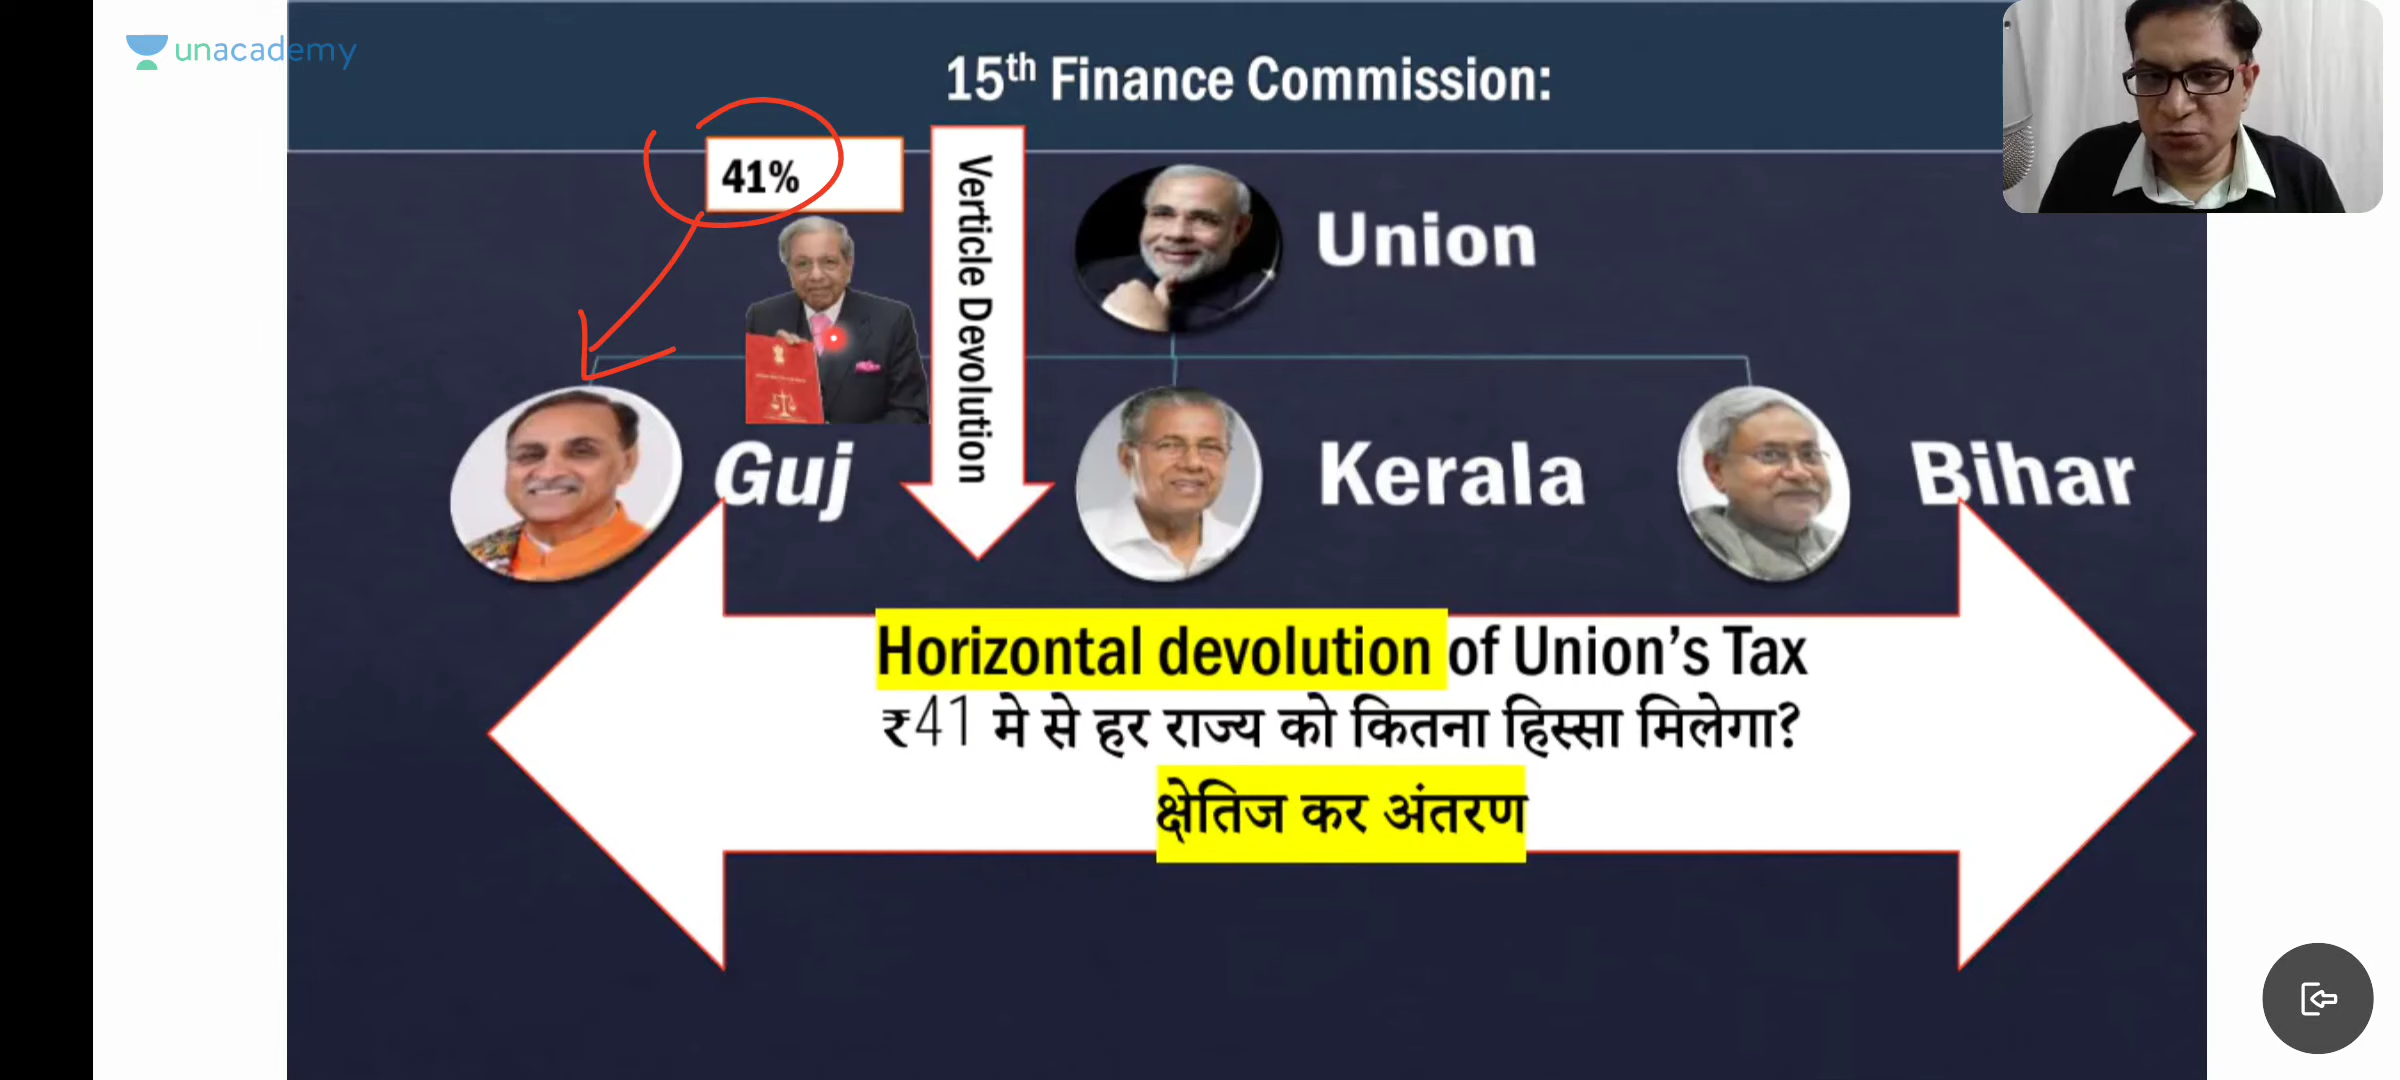 unacademy
15th Finance Commission:
41%
Verticle Devolution
Union
Guj
Kerala
Bihar
Horizontal devolution of Union's Tax
₹41 मे से हर राज्य को कितना हिस्सा मिलेगा?
क्षेतिज कर अंतरण